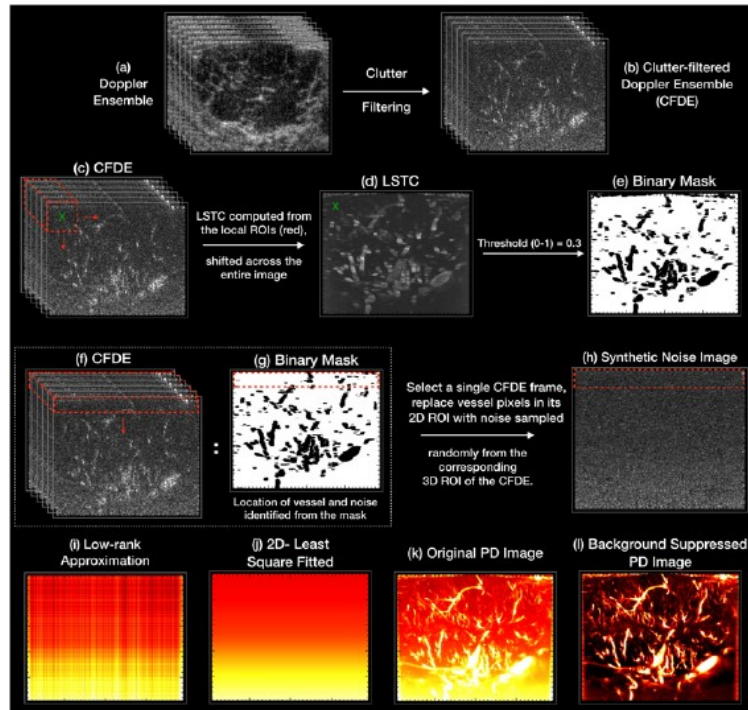 (a)
Doppler
Ensemble
Clutter
Filtering
(b) Clutter-filtered
Doppler Ensemble
(CFDE)
(c) CFDE
LSTC computed from
the local ROIs (red),
shifted across the
entire image
(d) LSTC
Threshold (0-1) = 0.3
(e) Binary Mask
X
X
(f) CFDE
:
(g) Binary Mask
Location of vessel and noise
identified from the mask
Select a single CFDE frame,
replace vessel pixels in its
2D ROI with noise sampled
randomly from the
corresponding
3D ROI of the CFDE.
(h) Synthetic Noise Image
(i) Low-rank
Approximation
(j) 2D- Least
Square Fitted
(k) Original PD Image
(l) Background Suppressed
PD Image